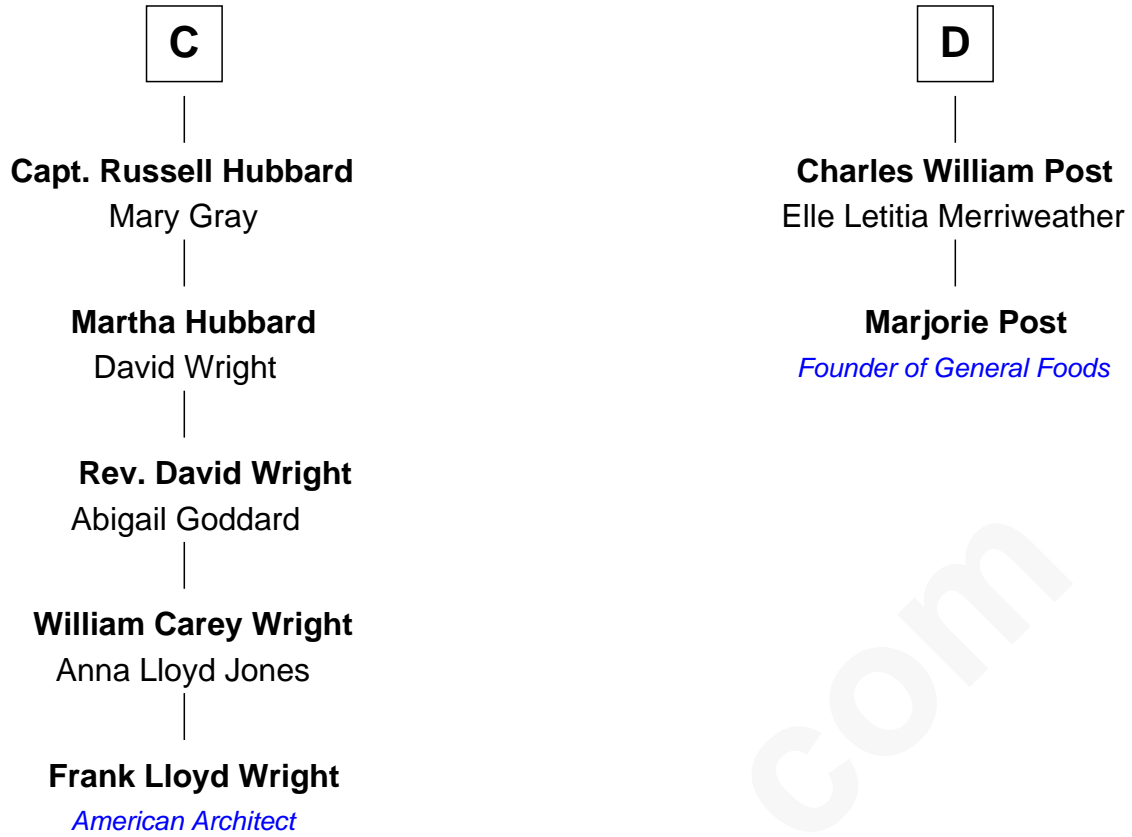 C
Capt. Russell Hubbard
Mary Gray
Martha Hubbard
David Wright
Rev. David Wright
Abigail Goddard
William Carey Wright
Anna Lloyd Jones
Frank Lloyd Wright
American Architect
D
Charles William Post
Elle Letitia Merriweather
Marjorie Post
Founder of General Foods
com